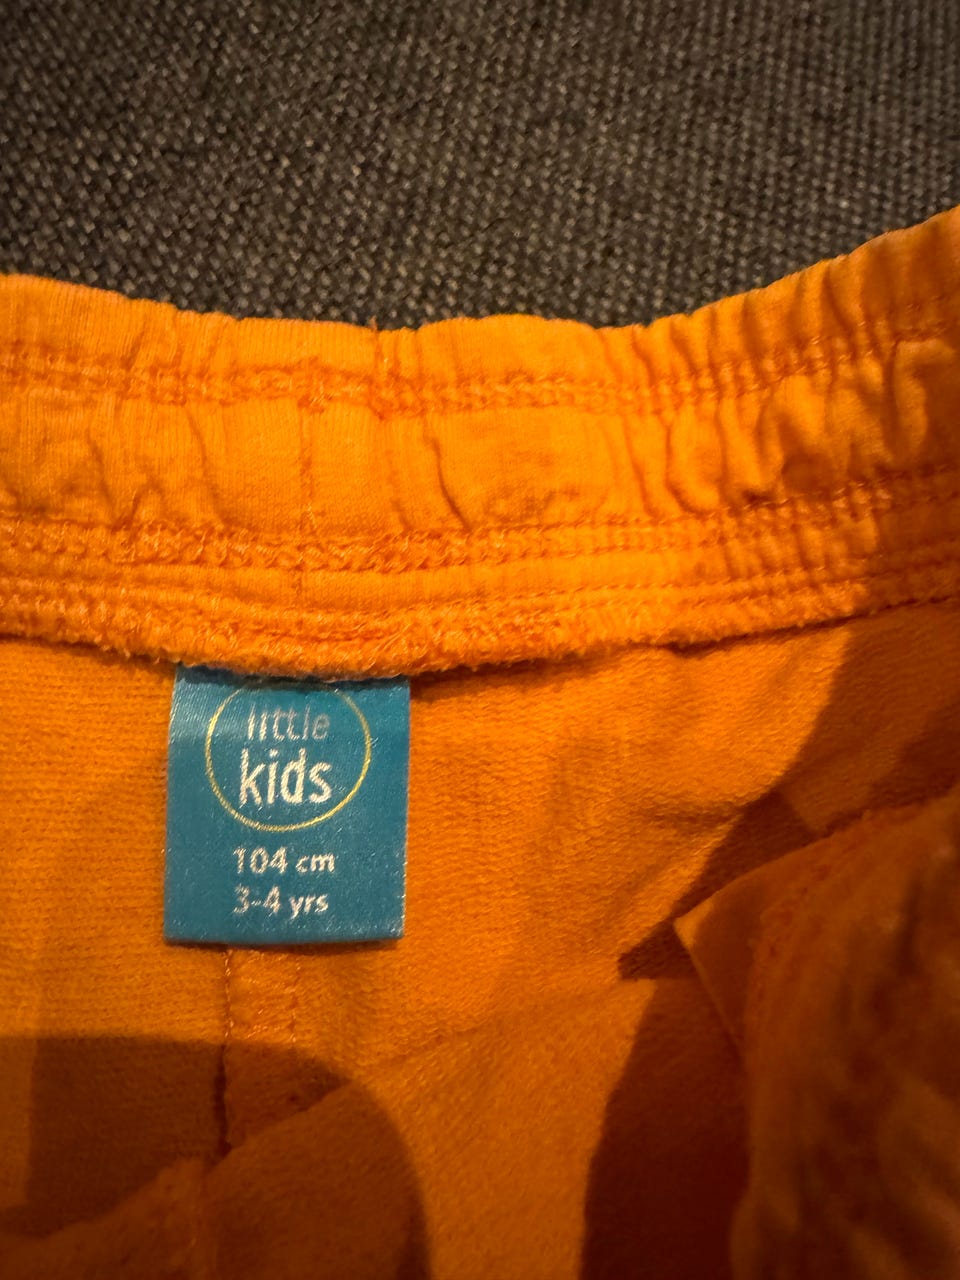 little
kids
104 cm
3-4 yrs